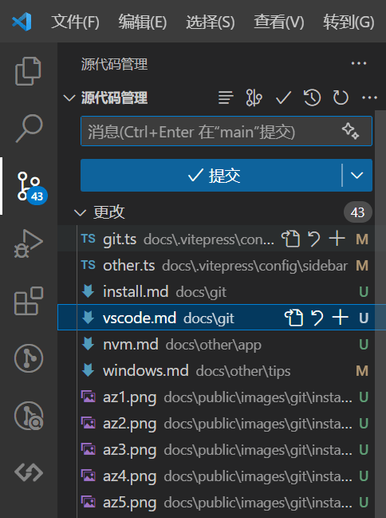 文件(F) 编辑(E) 选择(S) 查看(V) 转到(G)
源代码管理
源代码管理
消息(Ctrl+Enter 在“main”提交)
43
提交
更改 43
TS git.ts docs\.vitepress\con... M
TS other.ts docs\.vitepress\config\sidebar M
install.md docs\git U
vscode.md docs\git U
nvm.md docs\other\app M
windows.md docs\other\tips M
az1.png docs\public\images\git\insta... U
az2.png docs\public\images\git\insta... U
az3.png docs\public\images\git\insta... U
az4.png docs\public\images\git\insta... U
az5.png docs\public\images\git\insta... U